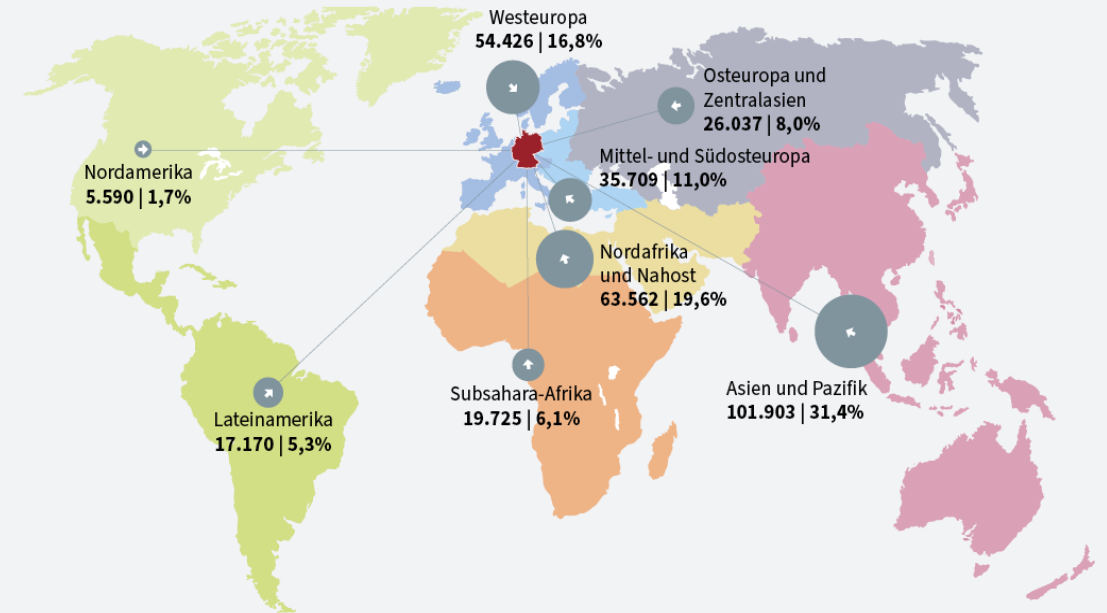 Westeuropa
54.426 | 16,8%
Osteuropa und
Zentralasien
26.037 | 8,0%
Mittel- und Südosteuropa
35.709 | 11,0%
Nordamerika
5.590 | 1,7%
Nordafrika
und Nahost
63.562 | 19,6%
Subsahara-Afrika
19.725 | 6,1%
Asien und Pazifik
101.903 | 31,4%
Lateinamerika
17.170 | 5,3%